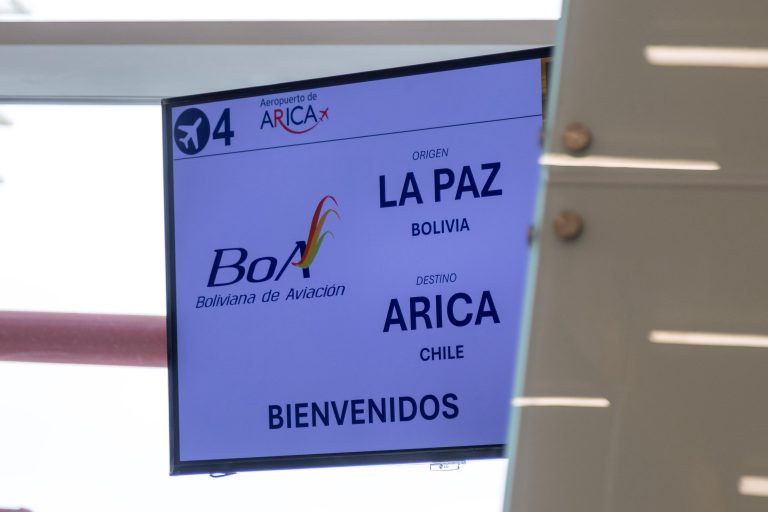 4
Aeropuerto de
ARICA
ORIGEN
LA PAZ
BOLIVIA
BoA
Boliviana de Aviación
DESTINO
ARICA
CHILE
BIENVENIDOS